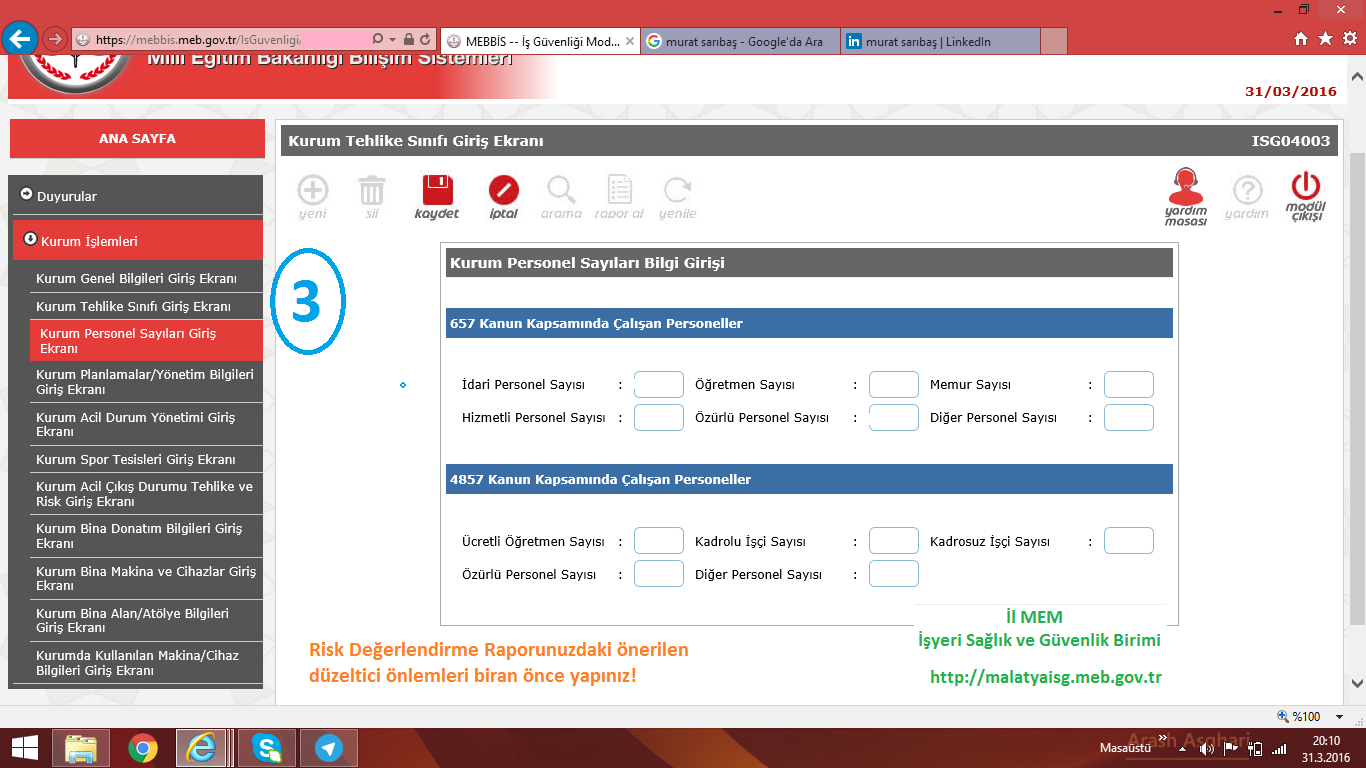 https://mebbis.meb.gov.tr/IsGuvenligi/
MEBBİS -- İş Güvenliği Mod...
murat sarıbaş - Google'da Ara
murat sarıbaş | LinkedIn
Milli Eğitim Bakanlığı Bilişim Sistemleri
31/03/2016
ANA SAYFA
Duyurular
Kurum İşlemleri
Kurum Genel Bilgileri Giriş Ekranı
Kurum Tehlike Sınıfı Giriş Ekranı
Kurum Personel Sayıları Giriş
Ekranı
Kurum Planlamalar/Yönetim Bilgileri
Giriş Ekranı
Kurum Acil Durum Yönetimi Giriş
Ekranı
Kurum Spor Tesisleri Giriş Ekranı
Kurum Acil Çıkış Durumu Tehlike ve
Risk Giriş Ekranı
Kurum Bina Donatım Bilgileri Giriş
Ekranı
Kurum Bina Makina ve Cihazlar Giriş
Ekranı
Kurum Bina Alan/Atölye Bilgileri
Giriş Ekranı
Kurumda Kullanılan Makina/Cihaz
Bilgileri Giriş Ekranı
Kurum Tehlike Sınıfı Giriş Ekranı ISG04003
yeni sil kaydet iptal arama rapor al yenile
yardım
masası
yardım
modül
çıkışı
3
Kurum Personel Sayıları Bilgi Girişi
657 Kanun Kapsamında Çalışan Personeller
İdari Personel Sayısı : Öğretmen Sayısı : Memur Sayısı :
Hizmetli Personel Sayısı : Özürlü Personel Sayısı : Diğer Personel Sayısı :
4857 Kanun Kapsamında Çalışan Personeller
Ücretli Öğretmen Sayısı : Kadrolu İşçi Sayısı : Kadrosuz İşçi Sayısı :
Özürlü Personel Sayısı : Diğer Personel Sayısı :
İl MEM
İşyeri Sağlık ve Güvenlik Birimi
http://malatyaisg.meb.gov.tr
Risk Değerlendirme Raporunuzdaki önerilen
düzeltici önlemleri biran önce yapınız!
%100
Arash Asghari
Masaüstü
20:10
31.3.2016